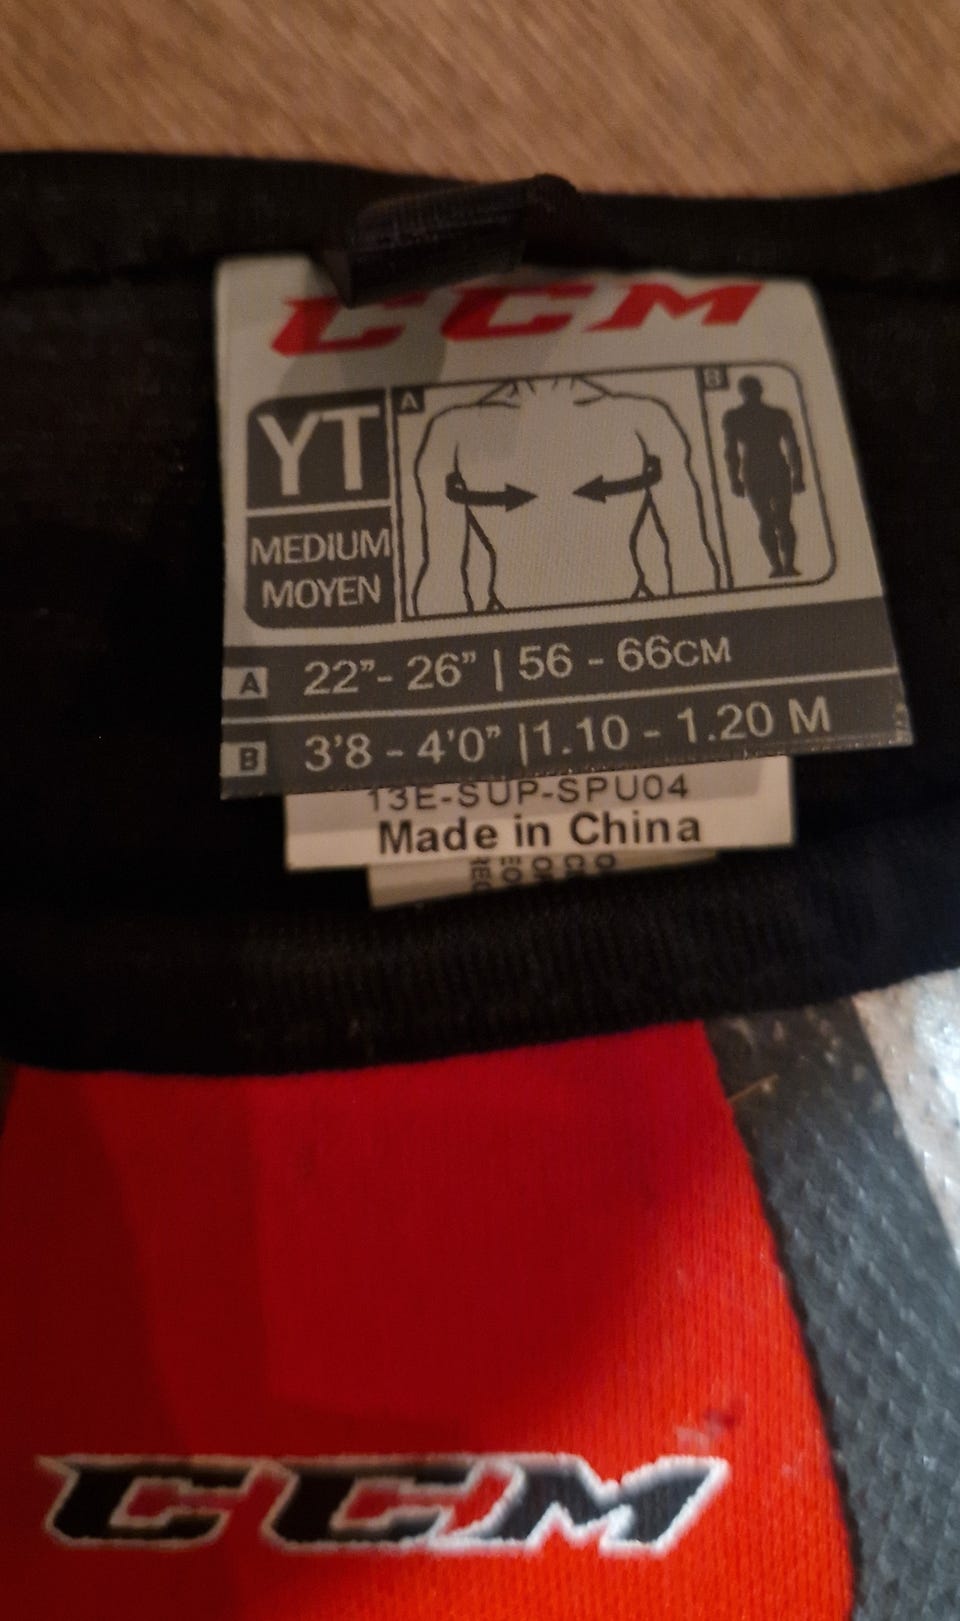 CCM
YT
MEDIUM
MOYEN
A
B
A 22”- 26” | 56 - 66CM
B 3'8 - 4'0” | 1.10 - 1.20 M
13E-SUP-SPU04
Made in China
CCM